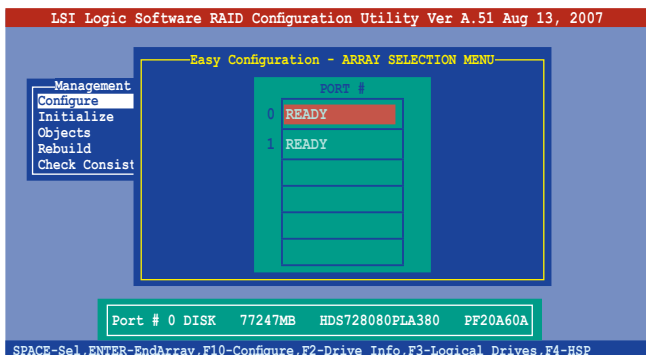 LSI Logic Software RAID Configuration Utility Ver A.51 Aug 13, 2007
Easy Configuration - ARRAY SELECTION MENU
Management
Configure
Initialize
Objects
Rebuild
Check Consist
PORT #
0 READY
1 READY
Port # 0 DISK 77247MB HDS728080PLA380 PF20A60A
SPACE-Sel,ENTER-EndArray,F10-Configure,F2-Drive Info,F3-Logical Drives,F4-HSP